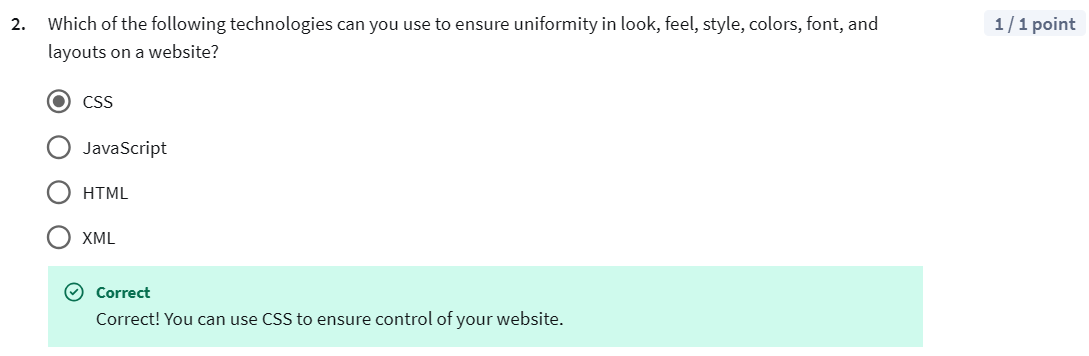 2. Which of the following technologies can you use to ensure uniformity in look, feel, style, colors, font, and
layouts on a website?
1 / 1 point
CSS
JavaScript
HTML
XML
Correct
Correct! You can use CSS to ensure control of your website.